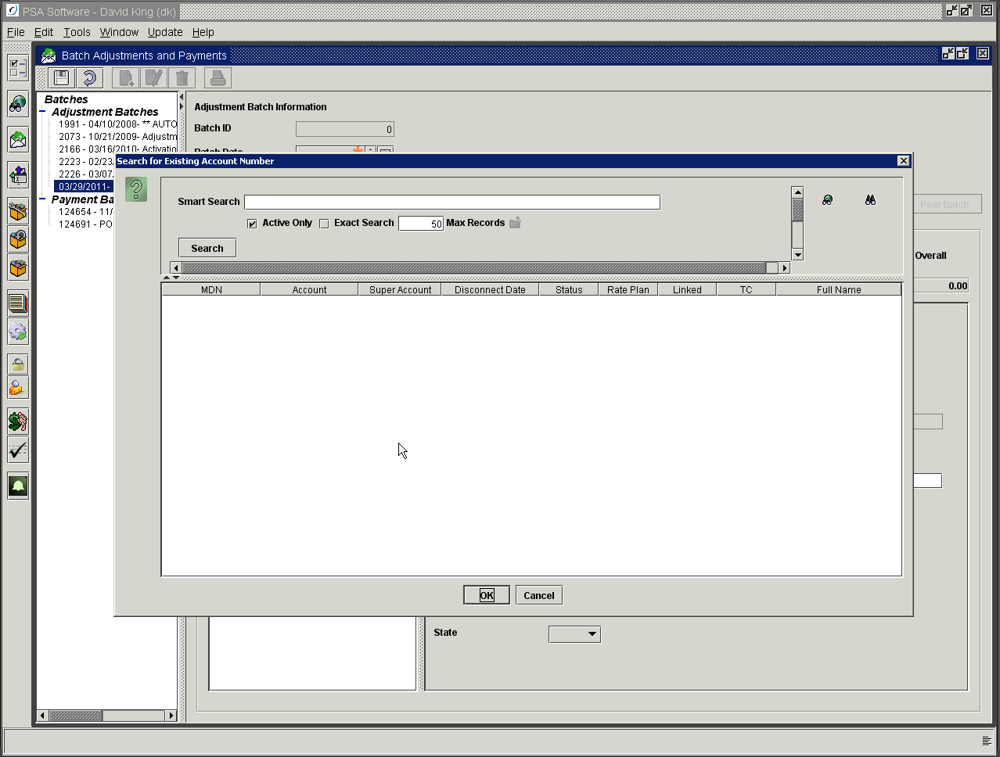 PSA Software - David King (dk)
File Edit Tools Window Update Help
Batch Adjustments and Payments
Batches
Adjustment Batches
1991 - 04/10/2008- ** AUTO
2073 - 10/21/2009- Adjustm
2166 - 03/16/2010- Activatio
2223 - 02/23
2226 - 03/07
03/29/2011-
Payment Ba
124654 - 11/
124691 - PO
Adjustment Batch Information
Batch ID 0
Batch Date
Post Batch
Overall
0.00
Search for Existing Account Number
Smart Search
Active Only Exact Search 50 Max Records
Search
MDN Account Super Account Disconnect Date Status Rate Plan Linked TC Full Name
OK Cancel
State